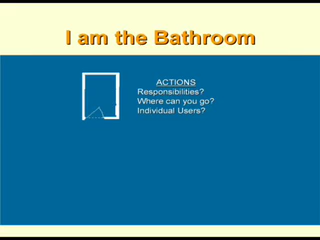 I am the Bathroom
ACTIONS
Responsibilities?
Where can you go?
Individual Users?